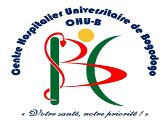 Centre Hospitalier Universitaire de Bogodogo
CHU-B
« Votre santé, notre priorité ! »